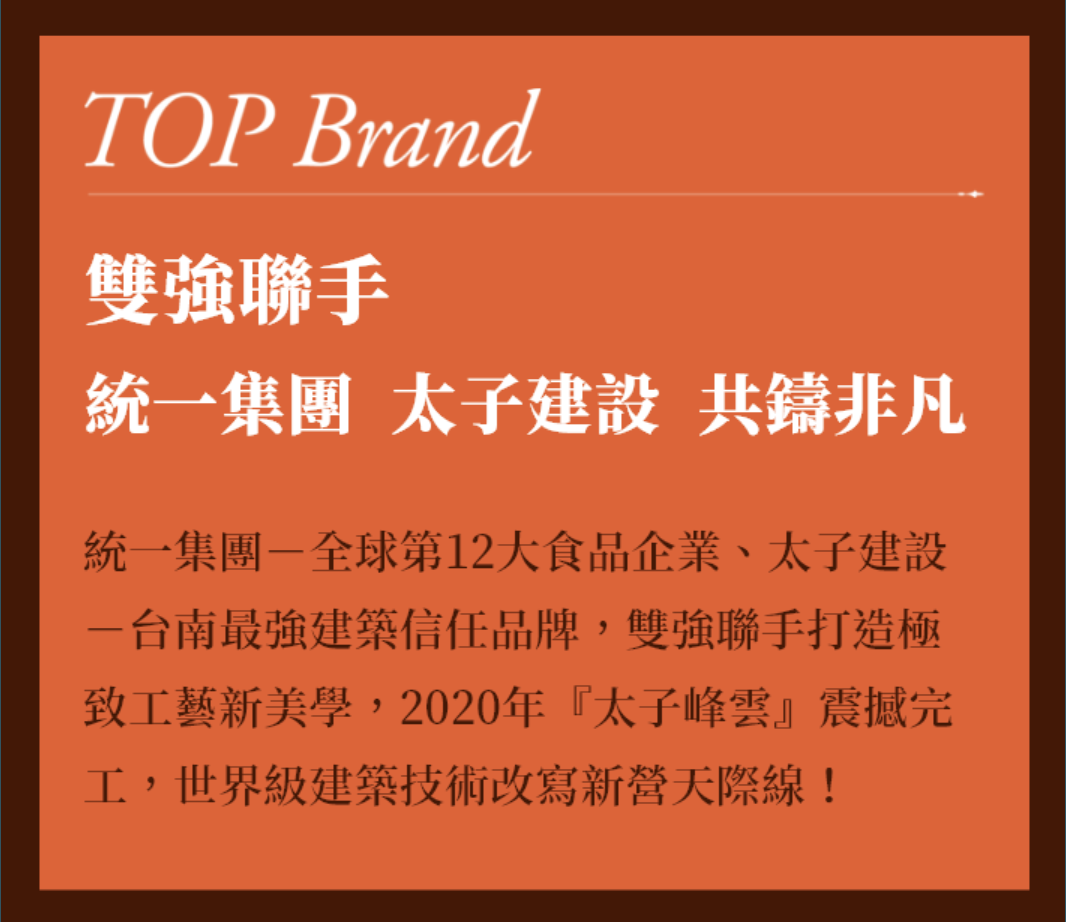 TOP Brand
雙強聯手
統一集團 太子建設 共鑄非凡
統一集團－全球第12大食品企業、太子建設
－台南最強建築信任品牌，雙強聯手打造極
致工藝新美學，2020年『太子峰雲』震撼完
工，世界級建築技術改寫新營天際線！